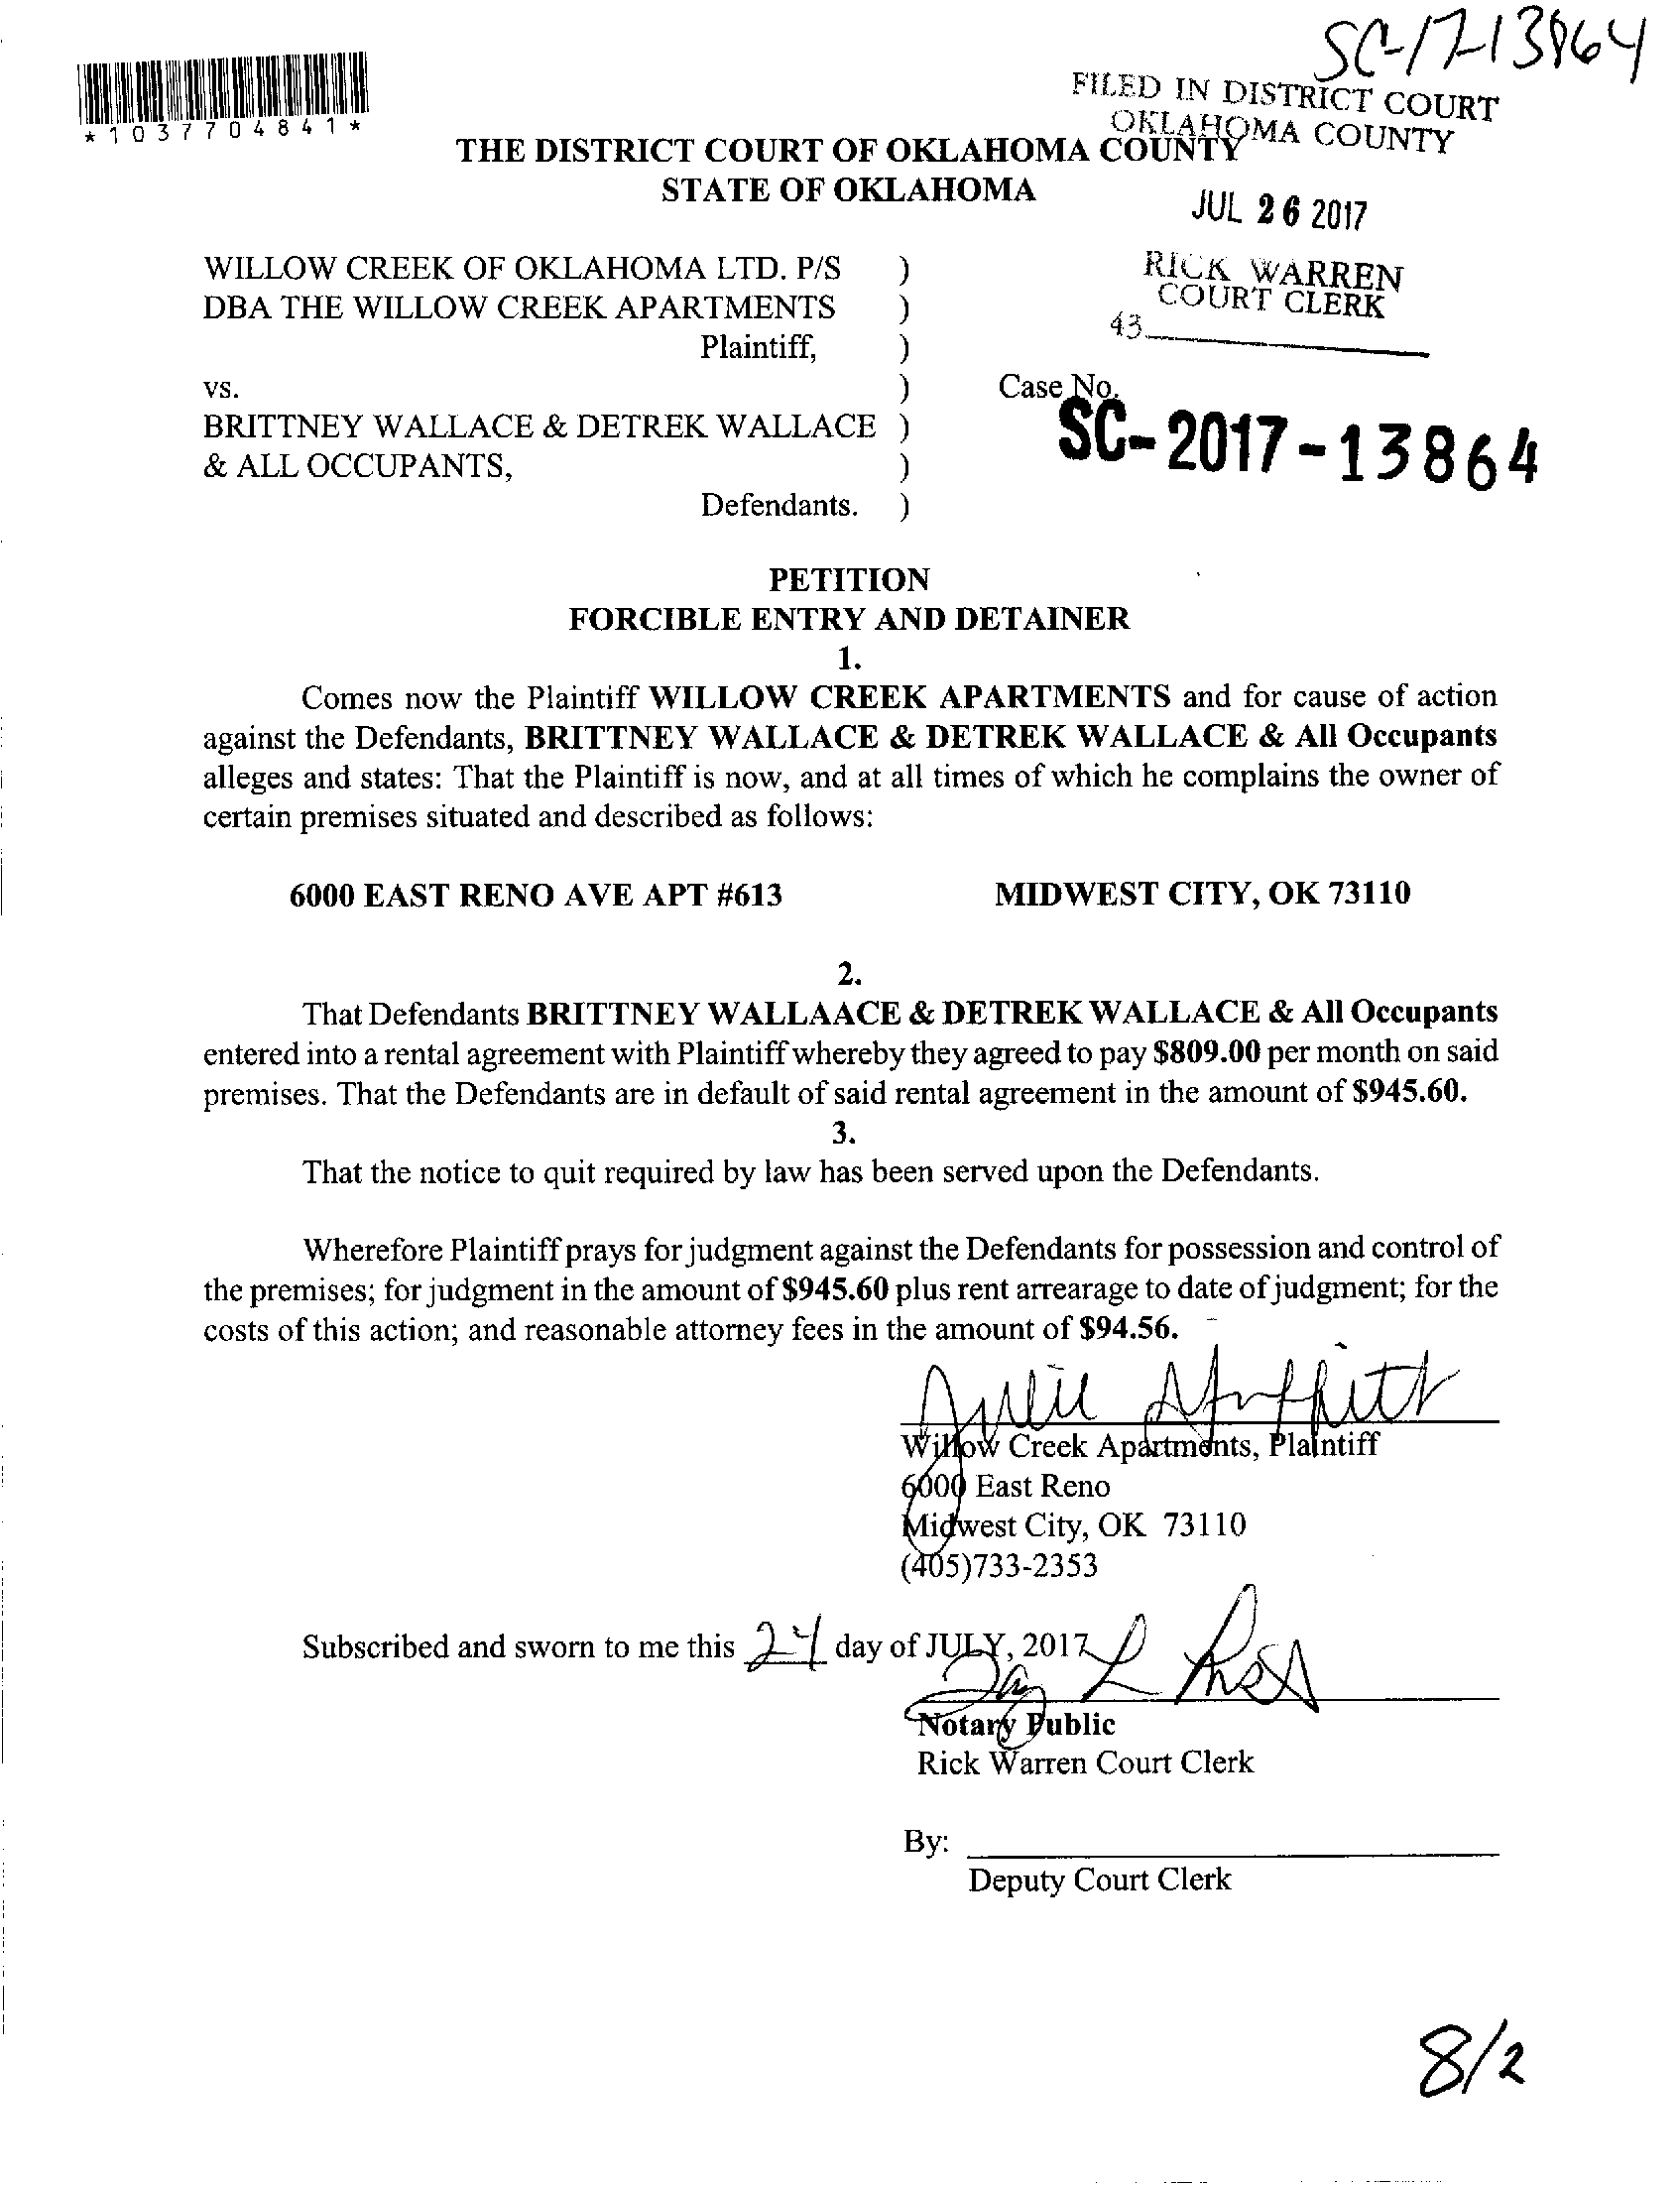 SC-17-13864
*1037704841*
FILED IN DISTRICT COURT
OKLAHOMA COUNTY
THE DISTRICT COURT OF OKLAHOMA COUNTY
STATE OF OKLAHOMA
JUL 26 2017
WILLOW CREEK OF OKLAHOMA LTD. P/S )
RICK WARREN
COURT CLERK
DBA THE WILLOW CREEK APARTMENTS )
43
Plaintiff, )
vs. )
Case No.
SC-2017-13864
BRITTNEY WALLACE & DETREK WALLACE )
& ALL OCCUPANTS, )
Defendants. )
PETITION
FORCIBLE ENTRY AND DETAINER
1.
Comes now the Plaintiff WILLOW CREEK APARTMENTS and for cause of action
against the Defendants, BRITTNEY WALLACE & DETREK WALLACE & All Occupants
alleges and states: That the Plaintiff is now, and at all times of which he complains the owner of
certain premises situated and described as follows:
6000 EAST RENO AVE APT #613 MIDWEST CITY, OK 73110
2.
That Defendants BRITTNEY WALLAACE & DETREK WALLACE & All Occupants
entered into a rental agreement with Plaintiff whereby they agreed to pay $809.00 per month on said
premises. That the Defendants are in default of said rental agreement in the amount of $945.60.
3.
That the notice to quit required by law has been served upon the Defendants.
Wherefore Plaintiff prays for judgment against the Defendants for possession and control of
the premises; for judgment in the amount of $945.60 plus rent arrearage to date of judgment; for the
costs of this action; and reasonable attorney fees in the amount of $94.56.
Julie
Willow Creek Apartments, Plaintiff
6000 East Reno
Midwest City, OK 73110
(405)733-2353
Subscribed and sworn to me this 24 day of JULY, 2017
Notary Public
Rick Warren Court Clerk
By:
Deputy Court Clerk
8/2